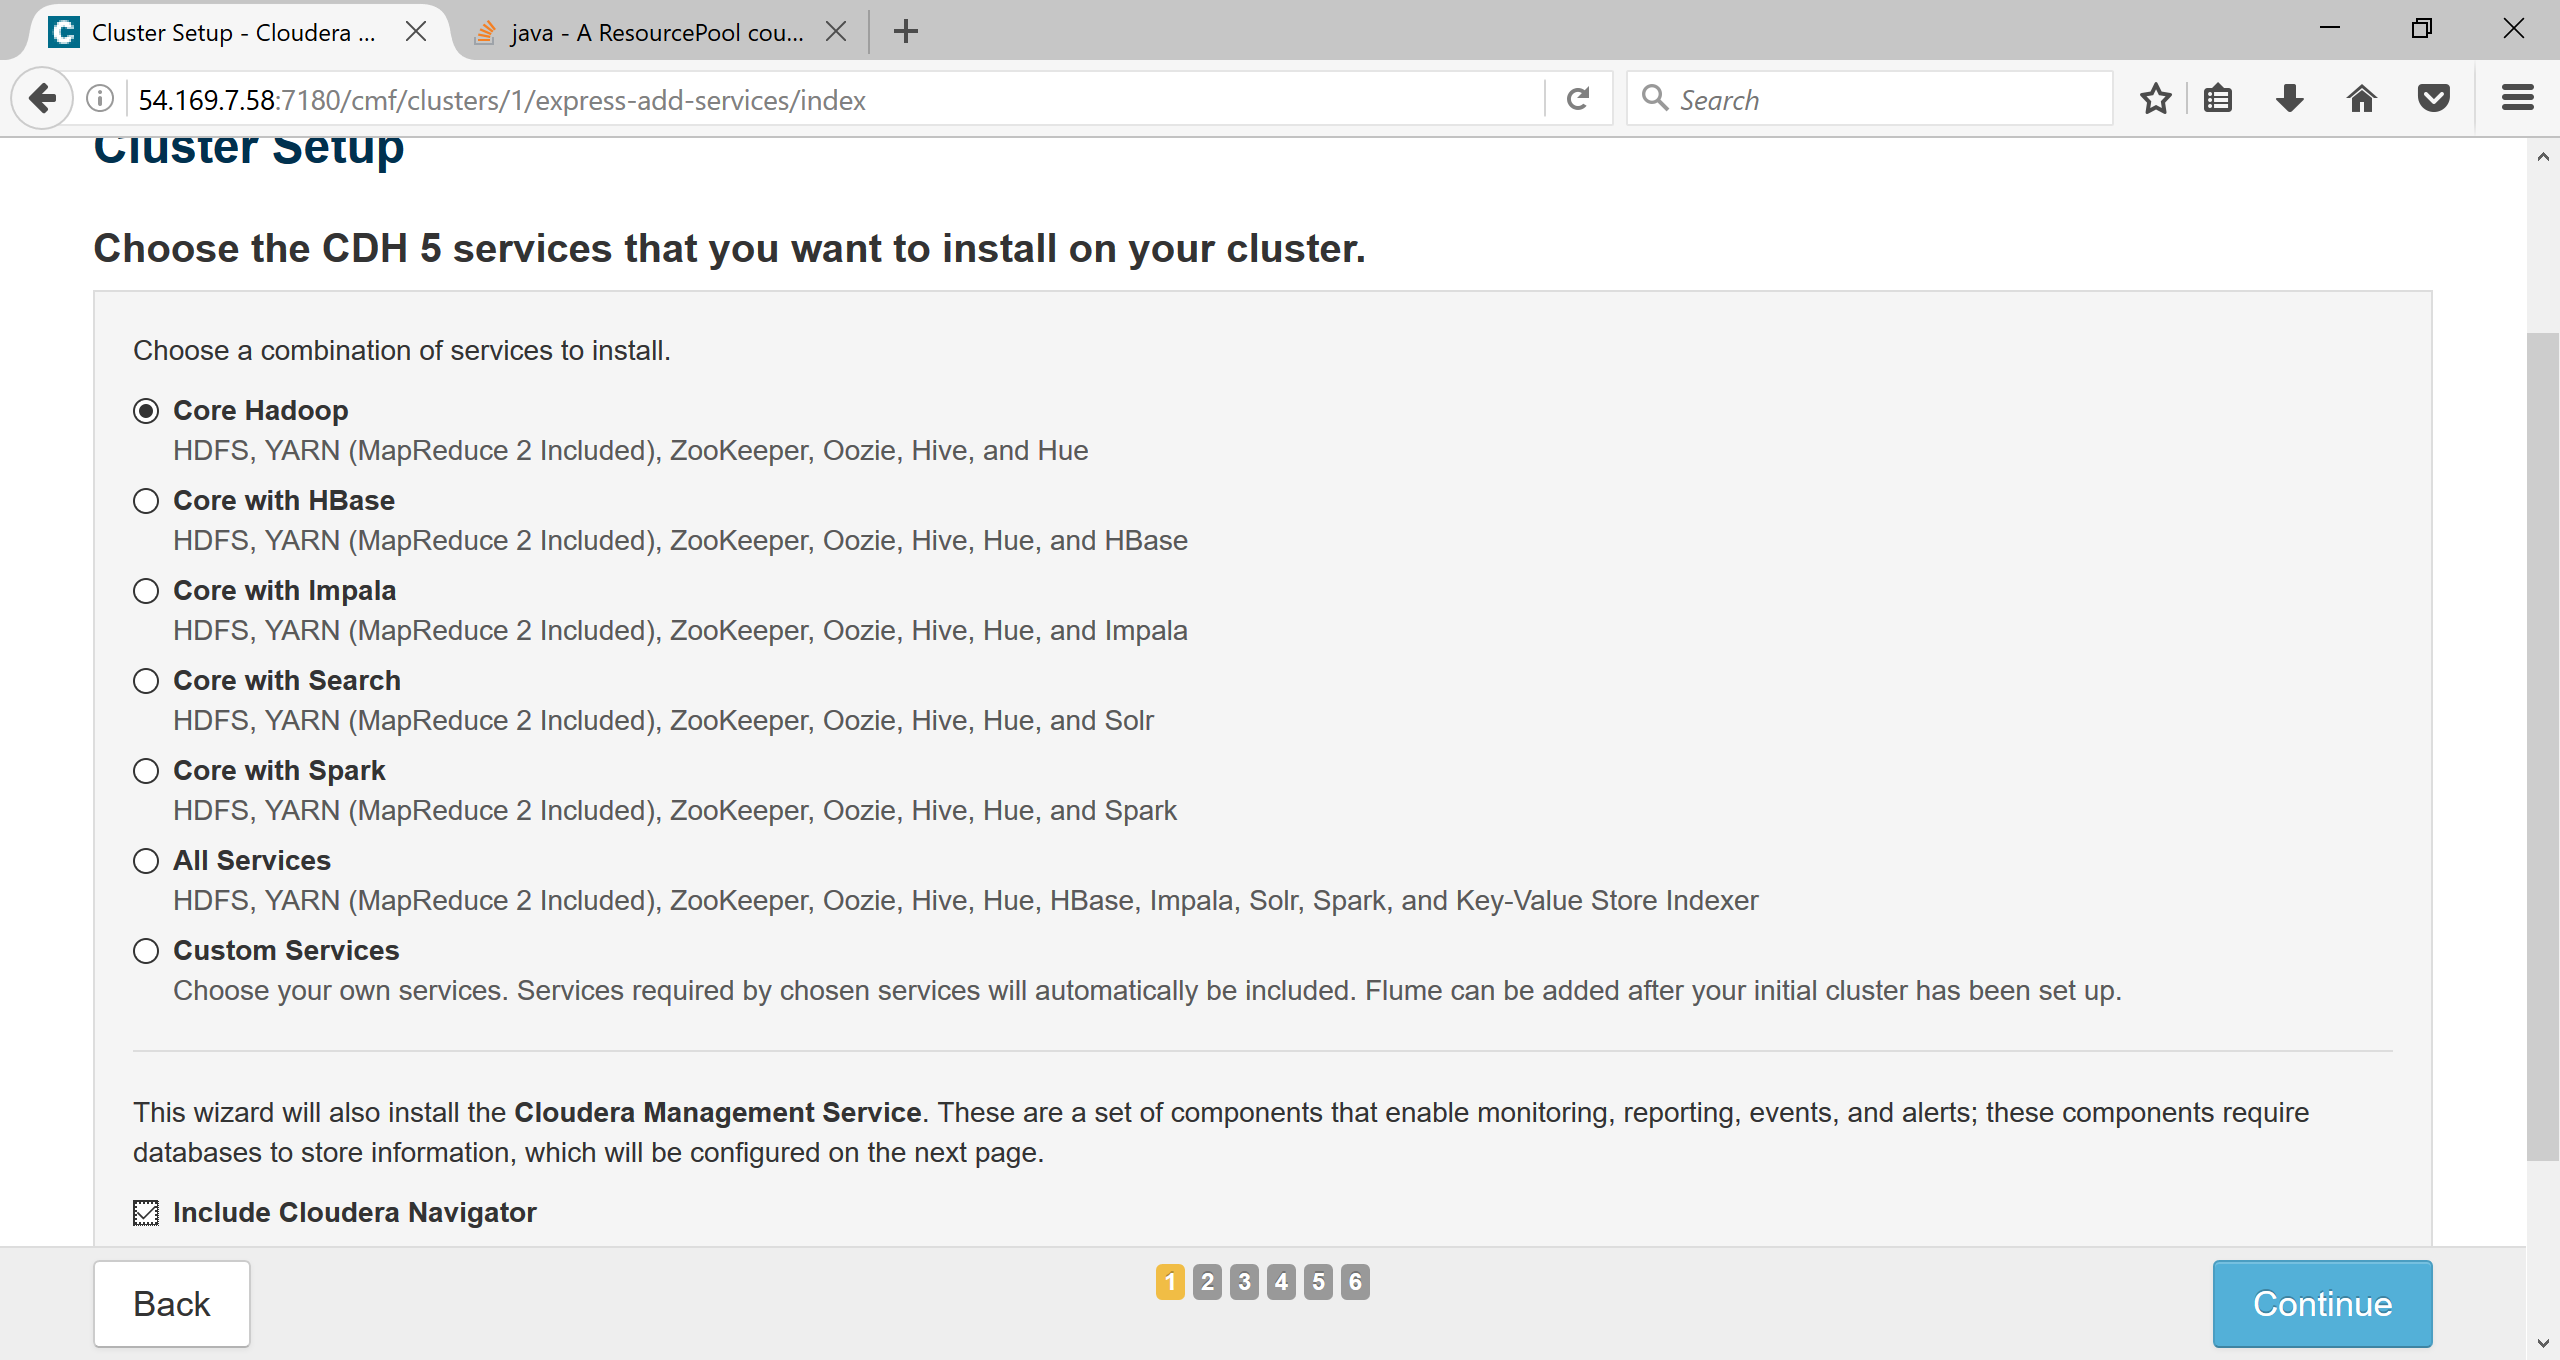 Cluster Setup - Cloudera ...
java - A ResourcePool cou...
54.169.7.58:7180/cmf/clusters/1/express-add-services/index
Search
Cluster Setup
Choose the CDH 5 services that you want to install on your cluster.
Choose a combination of services to install.
Core Hadoop
HDFS, YARN (MapReduce 2 Included), ZooKeeper, Oozie, Hive, and Hue
Core with HBase
HDFS, YARN (MapReduce 2 Included), ZooKeeper, Oozie, Hive, Hue, and HBase
Core with Impala
HDFS, YARN (MapReduce 2 Included), ZooKeeper, Oozie, Hive, Hue, and Impala
Core with Search
HDFS, YARN (MapReduce 2 Included), ZooKeeper, Oozie, Hive, Hue, and Solr
Core with Spark
HDFS, YARN (MapReduce 2 Included), ZooKeeper, Oozie, Hive, Hue, and Spark
All Services
HDFS, YARN (MapReduce 2 Included), ZooKeeper, Oozie, Hive, Hue, HBase, Impala, Solr, Spark, and Key-Value Store Indexer
Custom Services
Choose your own services. Services required by chosen services will automatically be included. Flume can be added after your initial cluster has been set up.
This wizard will also install the Cloudera Management Service. These are a set of components that enable monitoring, reporting, events, and alerts; these components require
databases to store information, which will be configured on the next page.
Include Cloudera Navigator
Back
1 2 3 4 5 6
Continue